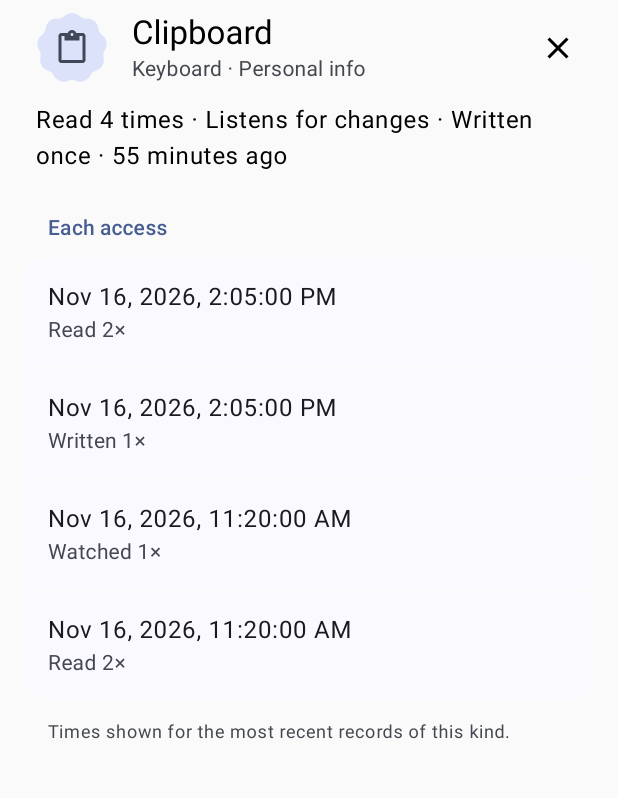 Clipboard
Keyboard · Personal info
Read 4 times · Listens for changes · Written
once · 55 minutes ago
Each access
Nov 16, 2026, 2:05:00 PM
Read 2×
Nov 16, 2026, 2:05:00 PM
Written 1×
Nov 16, 2026, 11:20:00 AM
Watched 1×
Nov 16, 2026, 11:20:00 AM
Read 2×
Times shown for the most recent records of this kind.